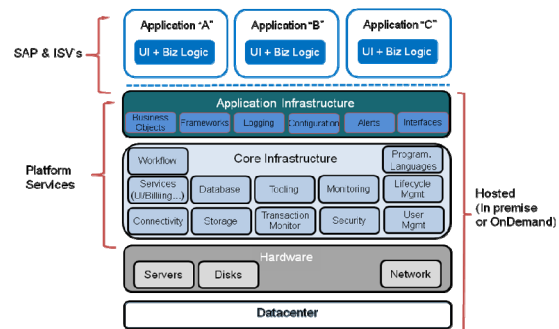 Application "A"
Application "B"
Application "C"
SAP & ISV's
UI + Biz Logic
UI + Biz Logic
UI + Biz Logic
Application Infrastructure
Business
Objects
Frameworks
Logging
Configuration
Alerts
Interfaces
Platform
Services
Workflow
Core Infrastructure
Program.
Languages
Services
(UI/Billing...)
Database
Tooling
Monitoring
Lifecycle
Mgmt
Connectivity
Storage
Transaction
Monitor
Security
User
Mgmt
Hosted
(In premise
or OnDemand)
Hardware
Servers
Disks
Network
Datacenter